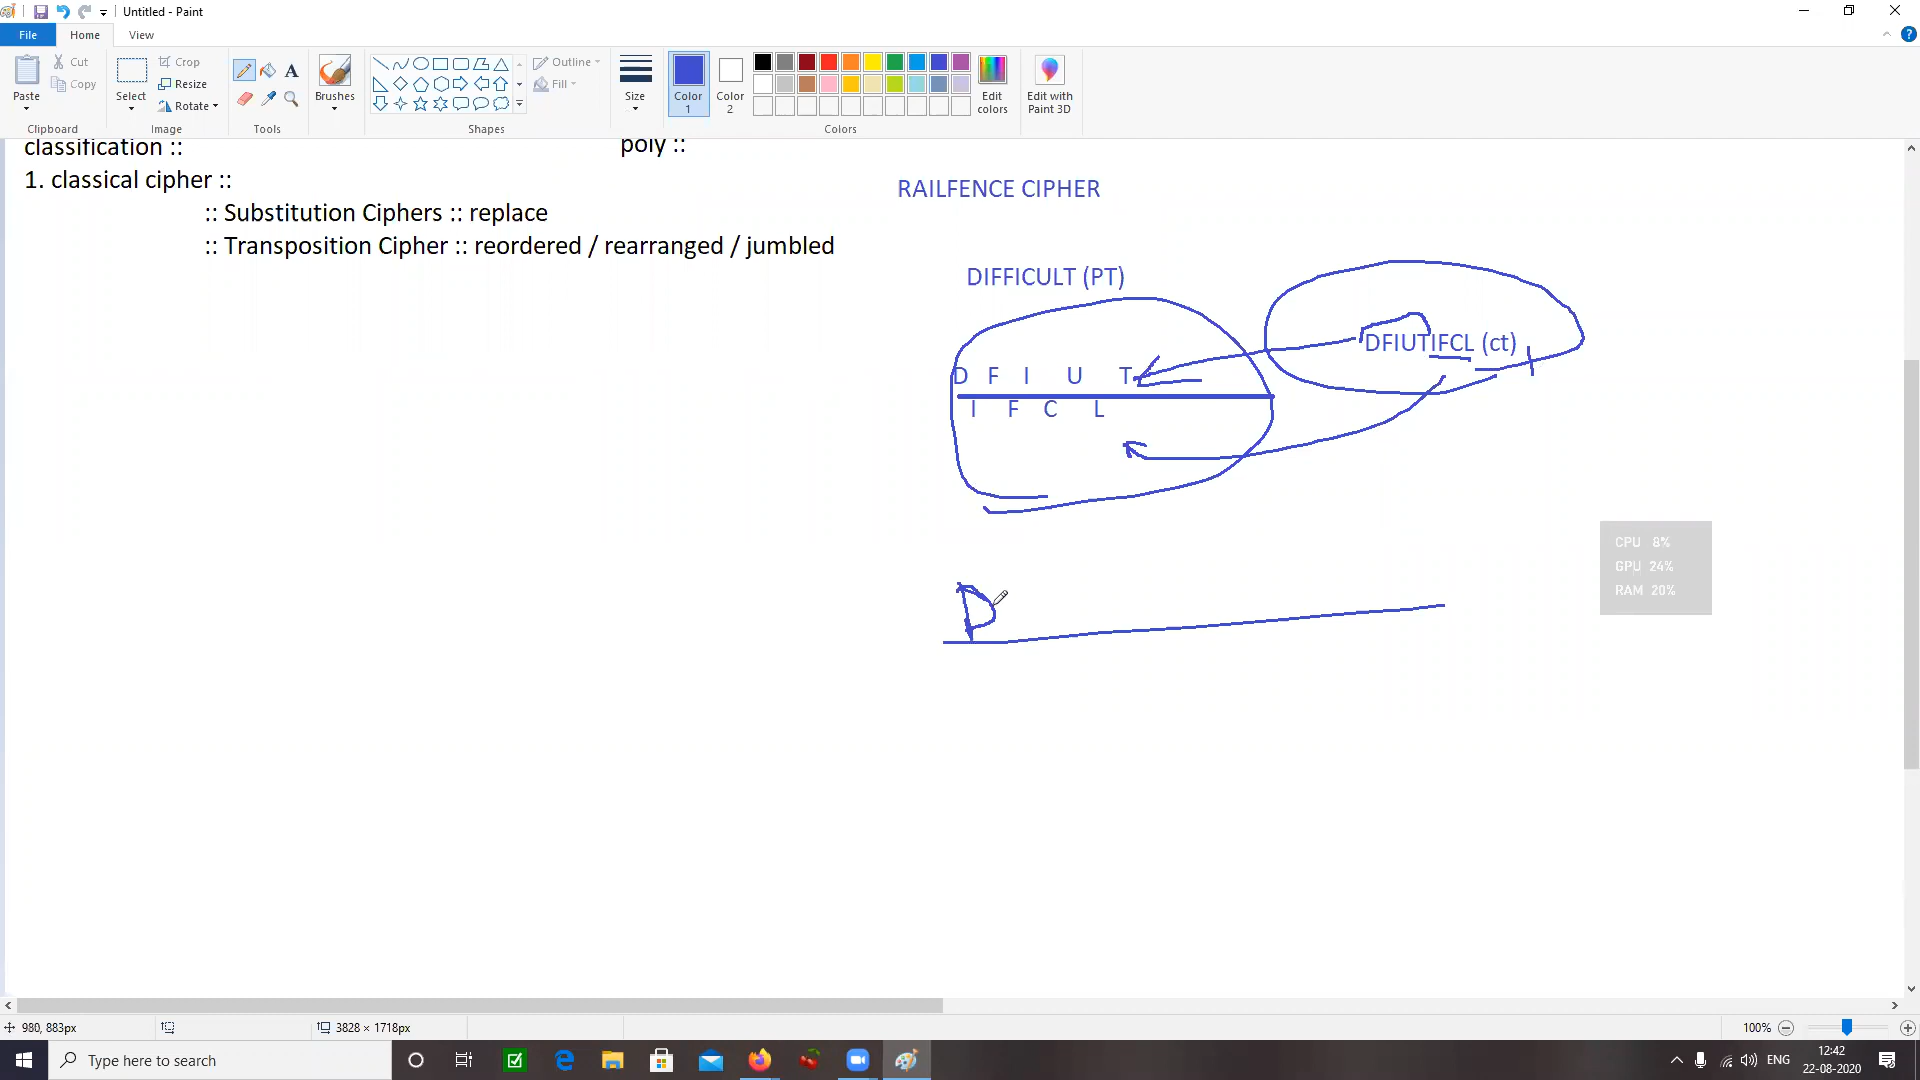 Untitled - Paint
File Home View
Paste
Cut
Copy
Clipboard
Select
Crop
Resize
Rotate
Image
Tools
Brushes
Shapes
Outline
Fill
Size
Color 1
Color 2
Edit colors
Colors
Edit with Paint 3D
classification ::
poly ::
1. classical cipher ::
:: Substitution Ciphers :: replace
:: Transposition Cipher :: reordered / rearranged / jumbled
RAILFENCE CIPHER
DIFFICULT (PT)
DFIUTIFCL (ct)
D F I U T
I F C L
D
CPU 8%
GPU 24%
RAM 20%
980, 883px
3828 × 1718px
100%
Type here to search
ENG
12:42
22-08-2020